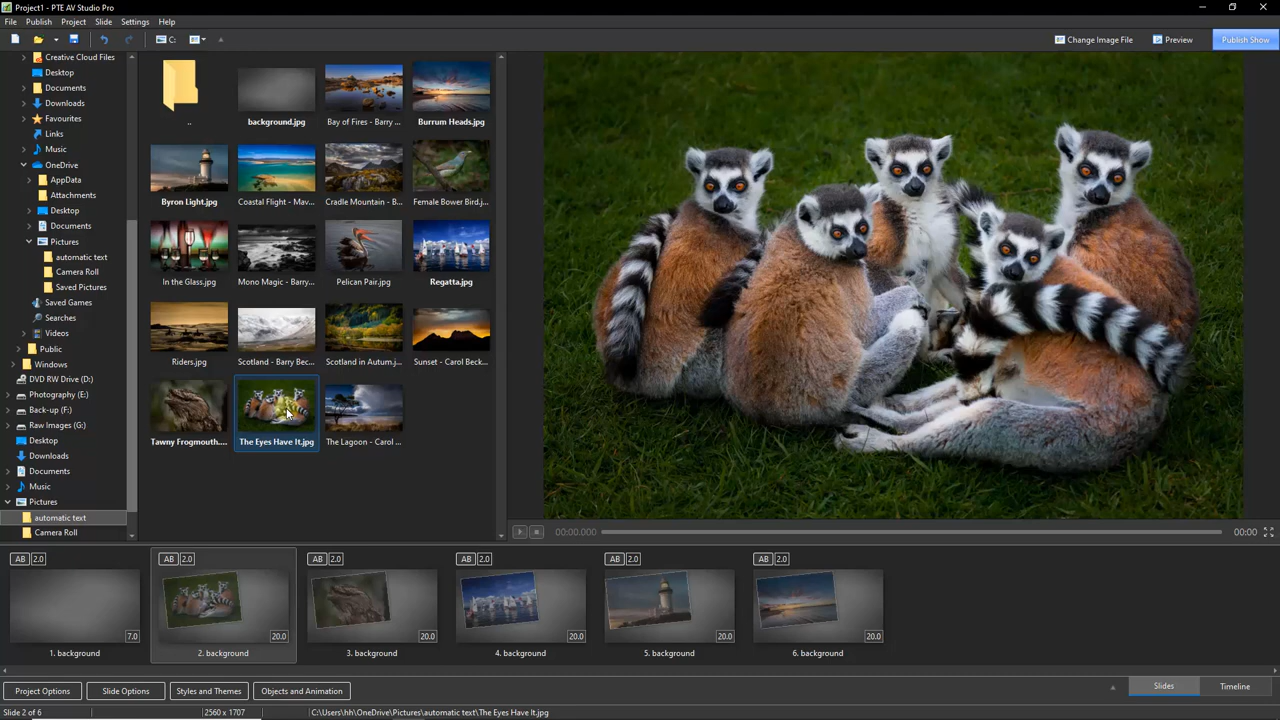 Project1 - PTE AV Studio Pro
File Publish Project Slide Settings Help
C:
Change Image File Preview Publish Show
Creative Cloud Files
Desktop
Documents
Downloads
Favourites
Links
Music
OneDrive
AppData
Attachments
Desktop
Documents
Pictures
automatic text
Camera Roll
Saved Pictures
Saved Games
Searches
Videos
Public
Windows
DVD RW Drive (D:)
Photography (E:)
Back-up (F:)
Raw Images (G:)
Desktop
Downloads
Documents
Music
Pictures
automatic text
Camera Roll
.. background.jpg Bay of Fires - Barry ... Burrum Heads.jpg
Byron Light.jpg Coastal Flight - Mav... Cradle Mountain - B... Female Bower Bird.j...
In the Glass.jpg Mono Magic - Barry... Pelican Pair.jpg Regatta.jpg
Riders.jpg Scotland - Barry Bec... Scotland in Autum.j... Sunset - Carol Beck...
Tawny Frogmouth.... The Eyes Have It.jpg The Lagoon - Carol ...
00:00.000 00:00
AB 2.0 AB 2.0 AB 2.0 AB 2.0 AB 2.0 AB 2.0
7.0 20.0 20.0 20.0 20.0 20.0
1. background 2. background 3. background 4. background 5. background 6. background
Project Options Slide Options Styles and Themes Objects and Animation Slides Timeline
Slide 2 of 6 2560 x 1707 C:\Users\hh\OneDrive\Pictures\automatic text\The Eyes Have It.jpg